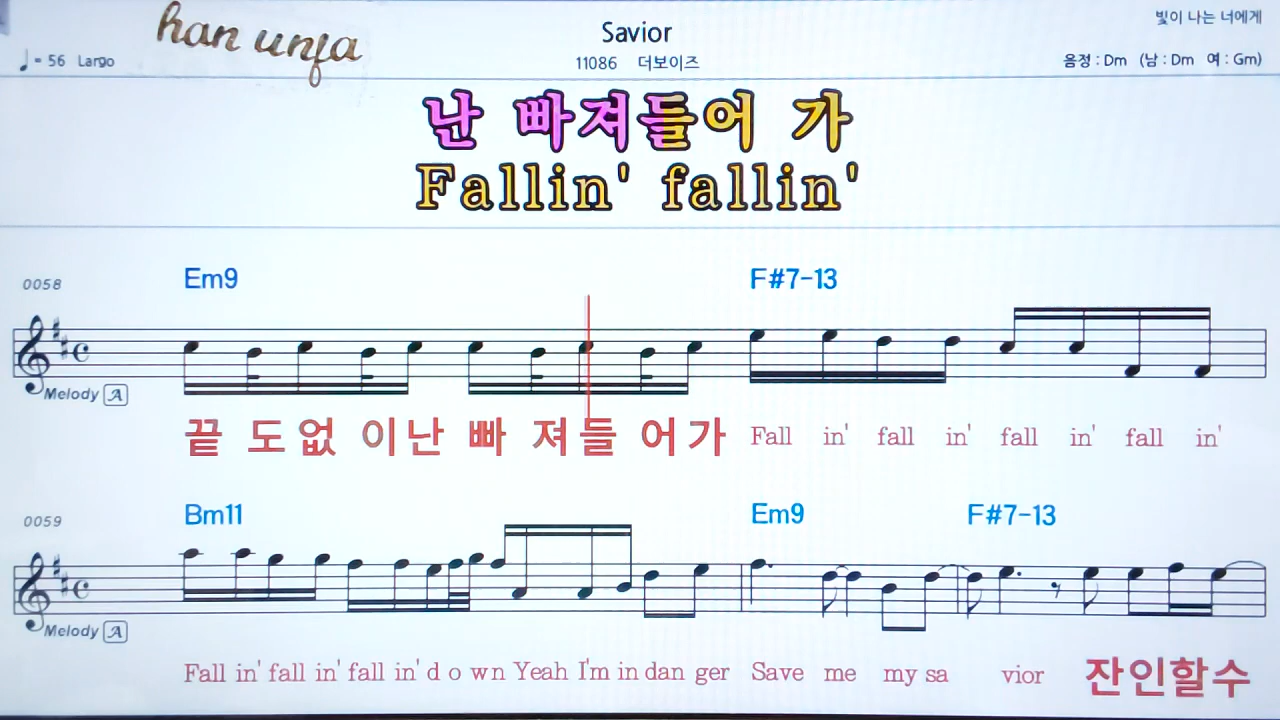 han unfa
Savior
빛이 나는 너에게
♩= 56 Largo
11086 더보이즈
음정 : Dm (남 : Dm 여 : Gm)
난 빠져들어 가
Fallin' fallin'
0058
Em9 F#7-13
Melody A
끝 도 없 이 난 빠 져 들 어 가 Fall in' fall in' fall in' fall in'
0059
Bm11 Em9 F#7-13
Melody A
Fall in' fall in' fall in' d o wn Yeah I'm in dan ger Save me my sa vior 잔인할수